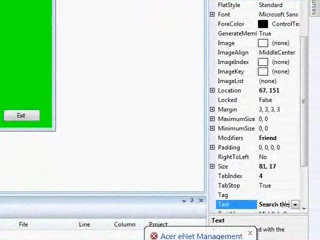 FlatStyle Standard
Font Microsoft Sans
ForeColor ControlTe
GenerateMem True
Image (none)
ImageAlign MiddleCenter
ImageIndex (none)
ImageKey (none)
ImageList (none)
Location 67, 151
Locked False
Margin 3, 3, 3, 3
MaximumSize 0, 0
MinimumSize 0, 0
Modifiers Friend
Padding 0, 0, 0, 0
RightToLeft No
Size 81, 17
TabIndex 4
TabStop True
Tag
Text Search this
Exit
File Line Column Project
Text
with the
Acer eNet Management